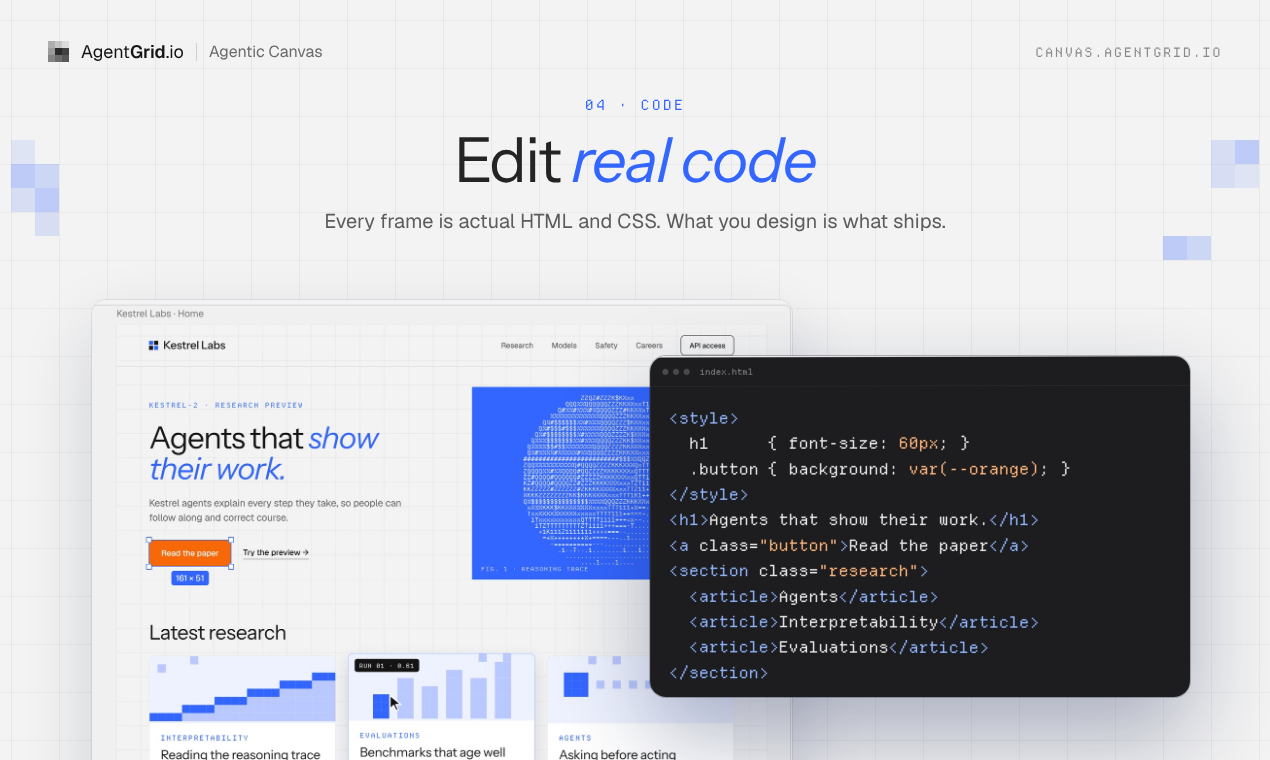 AgentGrid.io
Agentic Canvas
CANVAS.AGENTGRID.IO
04 · CODE
Edit real code
Every frame is actual HTML and CSS. What you design is what ships.
Kestrel Labs · Home
Kestrel Labs
Research Models Safety Careers API access
KESTREL-2 · RESEARCH PREVIEW
Agents that show
their work.
Kestrel agents explain every step they take, so people can
follow along and correct course.
Read the paper
Try the preview →
161 × 51
FIG. 1 · REASONING TRACE
Latest research
RUN 01 · 0.61
INTERPRETABILITY
Reading the reasoning trace
EVALUATIONS
Benchmarks that age well
AGENTS
Asking before acting
index.html
<style>
  h1      { font-size: 60px; }
  .button { background: var(--orange); }
</style>
<h1>Agents that show their work.</h1>
<a class="button">Read the paper</a>
<section class="research">
  <article>Agents</article>
  <article>Interpretability</article>
  <article>Evaluations</article>
</section>